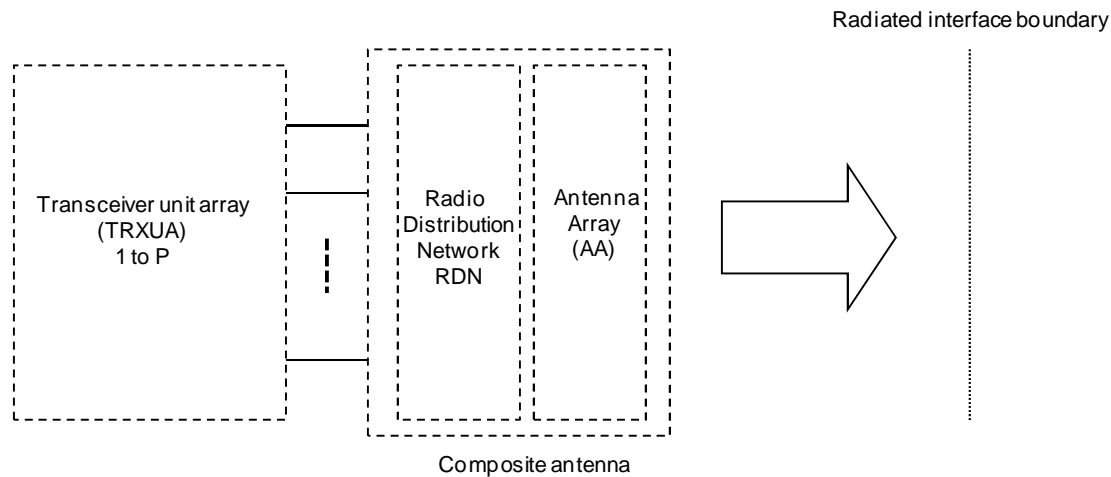 Radiated interface boundary
Transceiver unit array
(TRXUA)
1 to P
Radio
Distribution
Network
RDN
Antenna
Array
(AA)
Composite antenna